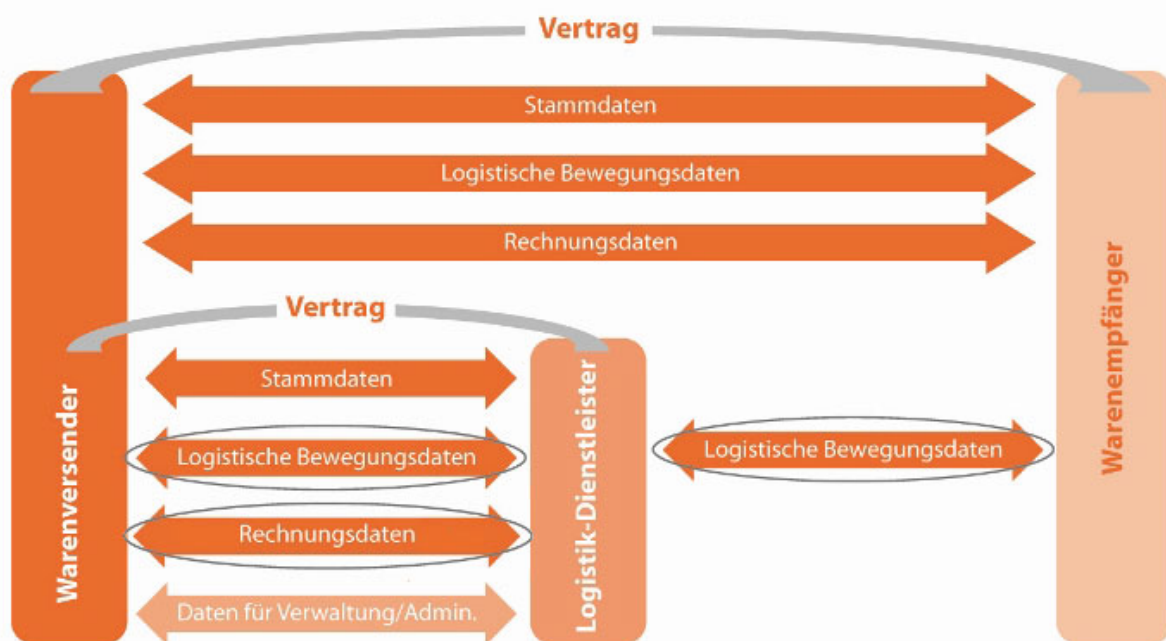 Vertrag
Stammdaten
Logistische Bewegungsdaten
Rechnungsdaten
Vertrag
Stammdaten
Logistische Bewegungsdaten
Rechnungsdaten
Daten für Verwaltung/Admin.
Logistische Bewegungsdaten
Warenversender
Logistik-Dienstleister
Warenempfänger